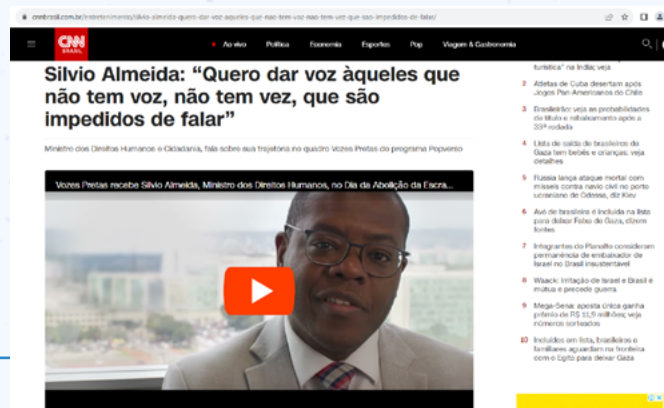 cnnbrasil.com.br/entretenimento/silvio-almeida-quero-dar-voz-aqueles-que-nao-tem-voz-nao-tem-vez-que-sao-impedidos-de-falar/
CNN
BRASIL
Ao vivo Política Economia Esportes Pop Viagem & Gastronomia
Silvio Almeida: “Quero dar voz àqueles que
não tem voz, não tem vez, que são
impedidos de falar”
Ministro dos Direitos Humanos e Cidadania, fala sobre sua trajetória no quadro Vozes Pretas do programa Popverso
Vozes Pretas recebe Silvio Almeida, Ministro dos Direitos Humanos, no Dia da Abolição da Escra...
turística" na Índia; veja
2 Atletas de Cuba desertam após
Jogos Pan-Americanos do Chile
3 Brasileirão: veja as probabilidades
de título e rebaixamento após a
33ª rodada
4 Lista de saída de brasileiros de
Gaza tem bebês e crianças; veja
detalhes
5 Rússia lança ataque mortal com
mísseis contra navio civil no porto
ucraniano de Odessa, diz Kiev
6 Avó de brasileira é incluída na lista
para deixar Faixa de Gaza, dizem
fontes
7 Integrantes do Planalto consideram
permanência de embaixador de
Israel no Brasil insustentável
8 Waack: Irritação de Israel e Brasil é
mútua e precede guerra
9 Mega-Sena: aposta única ganha
prêmio de R$ 11,9 milhões; veja
números sorteados
10 Incluídos em lista, brasileiros e
familiares aguardam na fronteira
com o Egito para deixar Gaza